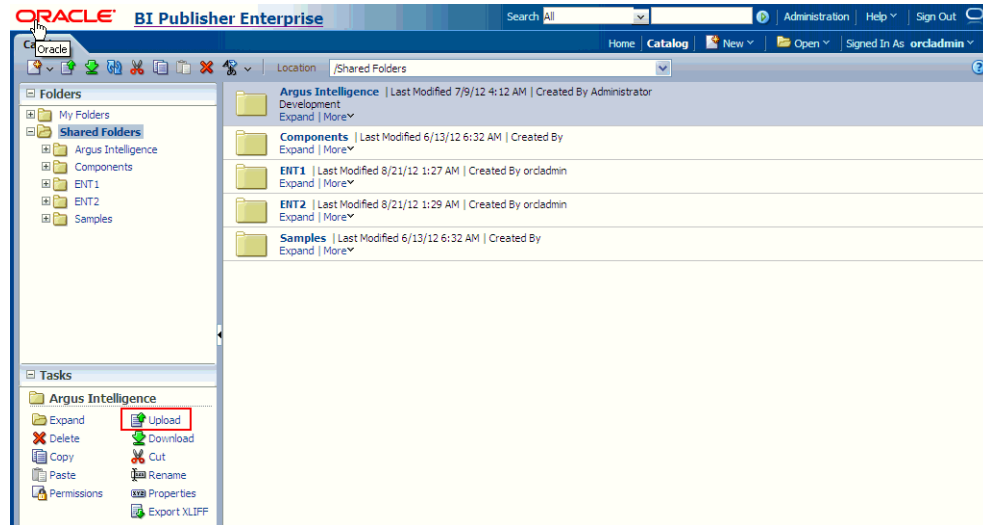 ORACLE BI Publisher Enterprise Search All Administration Help Sign Out
Oracle Home Catalog New Open Signed In As orcladmin
Location /Shared Folders
Folders
My Folders
Shared Folders
Argus Intelligence
Components
ENT1
ENT2
Samples
Argus Intelligence | Last Modified 7/9/12 4:12 AM | Created By Administrator
Development
Expand | More
Components | Last Modified 6/13/12 6:32 AM | Created By
Expand | More
ENT1 | Last Modified 8/21/12 1:27 AM | Created By orcladmin
Expand | More
ENT2 | Last Modified 8/21/12 1:29 AM | Created By orcladmin
Expand | More
Samples | Last Modified 6/13/12 6:32 AM | Created By
Expand | More
Tasks
Argus Intelligence
Expand Upload
Delete Download
Copy Cut
Paste Rename
Permissions Properties
Export XLIFF